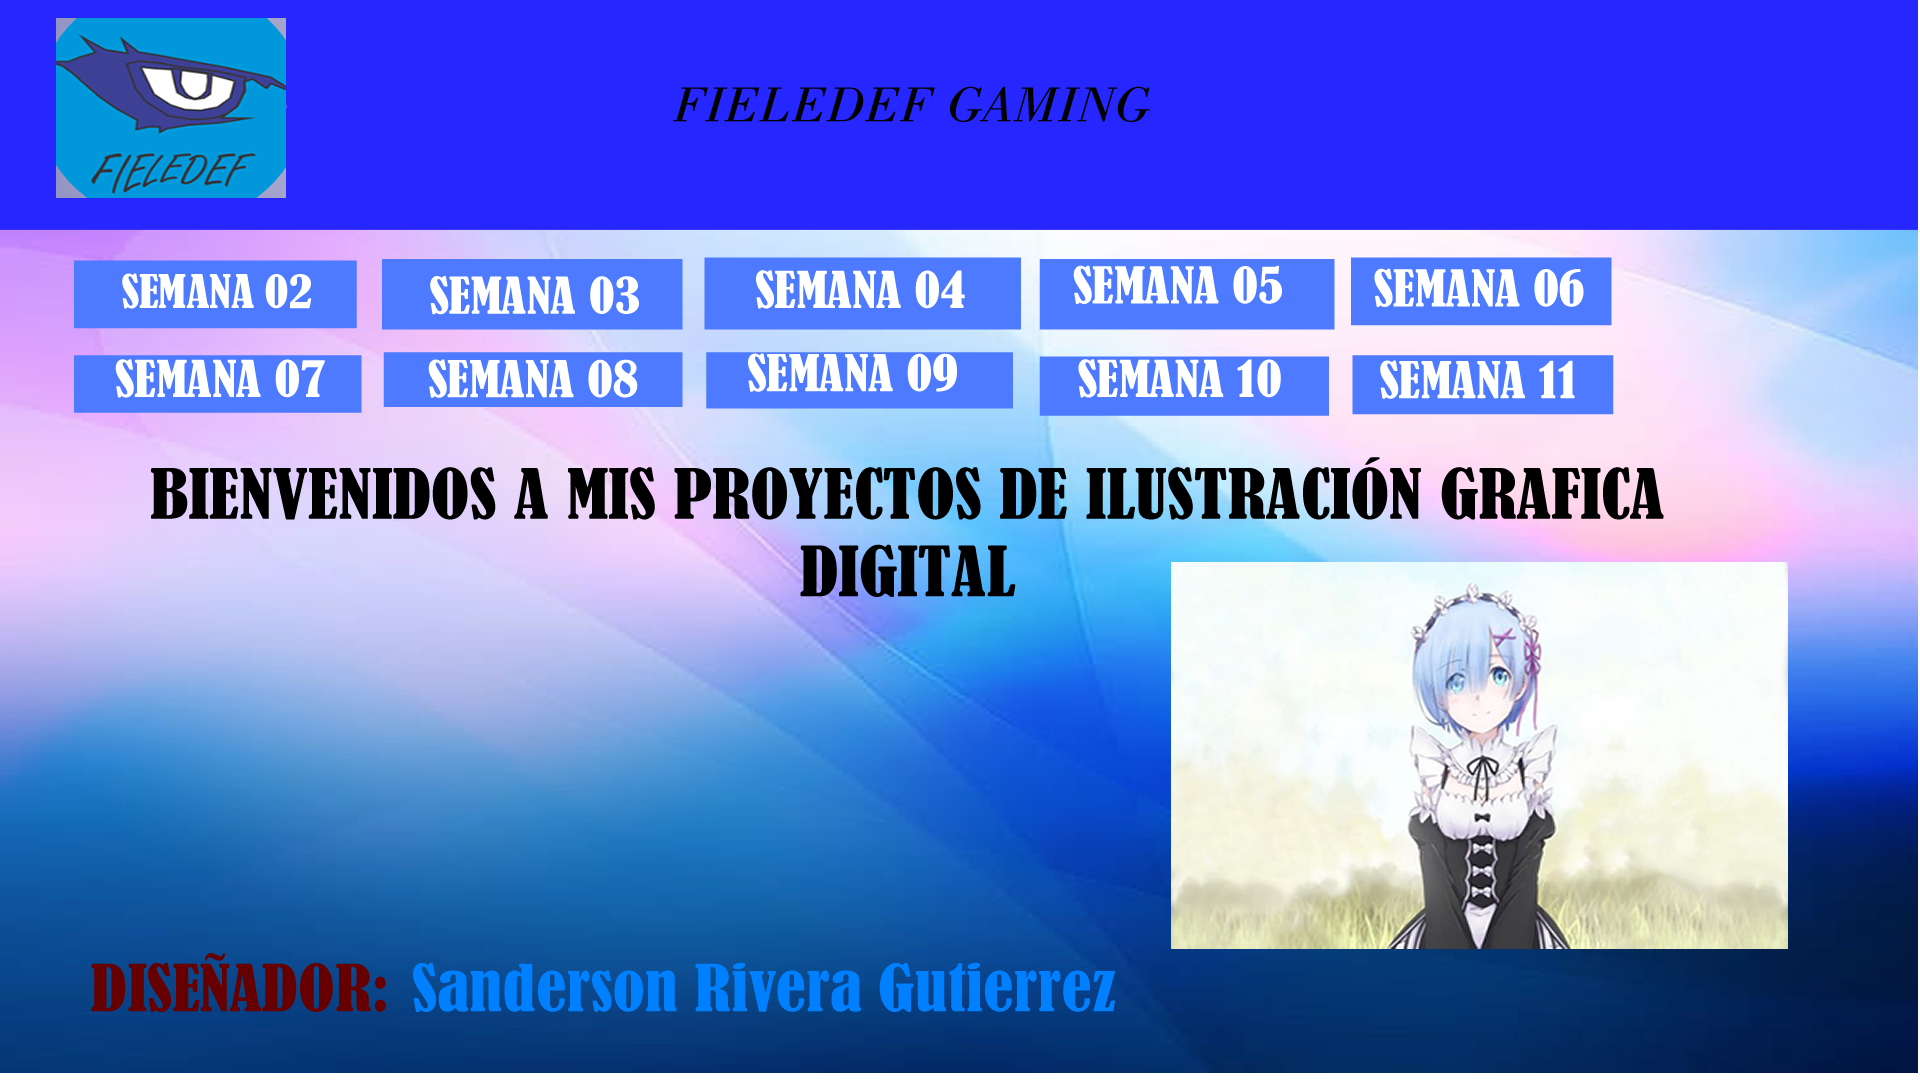 FIELEDEF
FIELEDEF GAMING
SEMANA 02
SEMANA 03
SEMANA 04
SEMANA 05
SEMANA 06
SEMANA 07
SEMANA 08
SEMANA 09
SEMANA 10
SEMANA 11
BIENVENIDOS A MIS PROYECTOS DE ILUSTRACIÓN GRAFICA
DIGITAL
DISEÑADOR: Sanderson Rivera Gutierrez